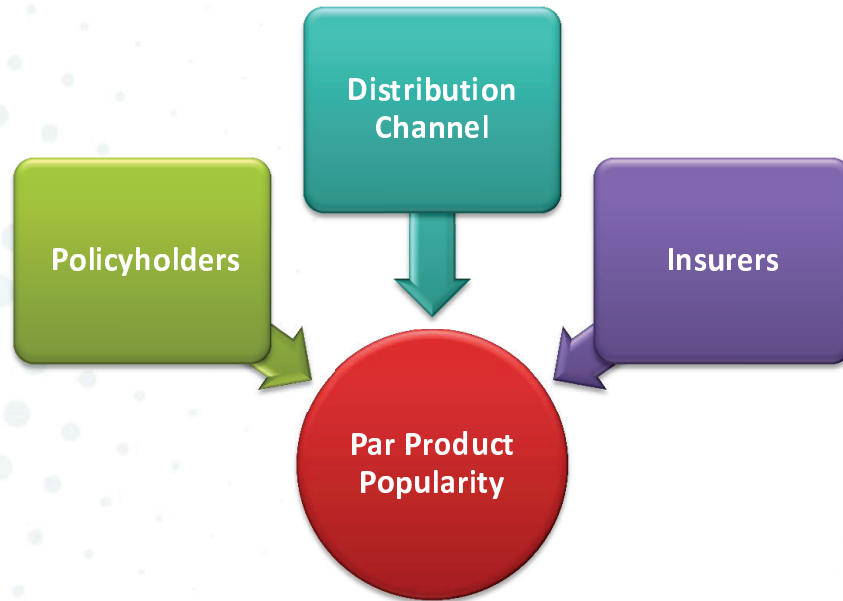 Distribution
Channel
Policyholders
Insurers
Par Product
Popularity